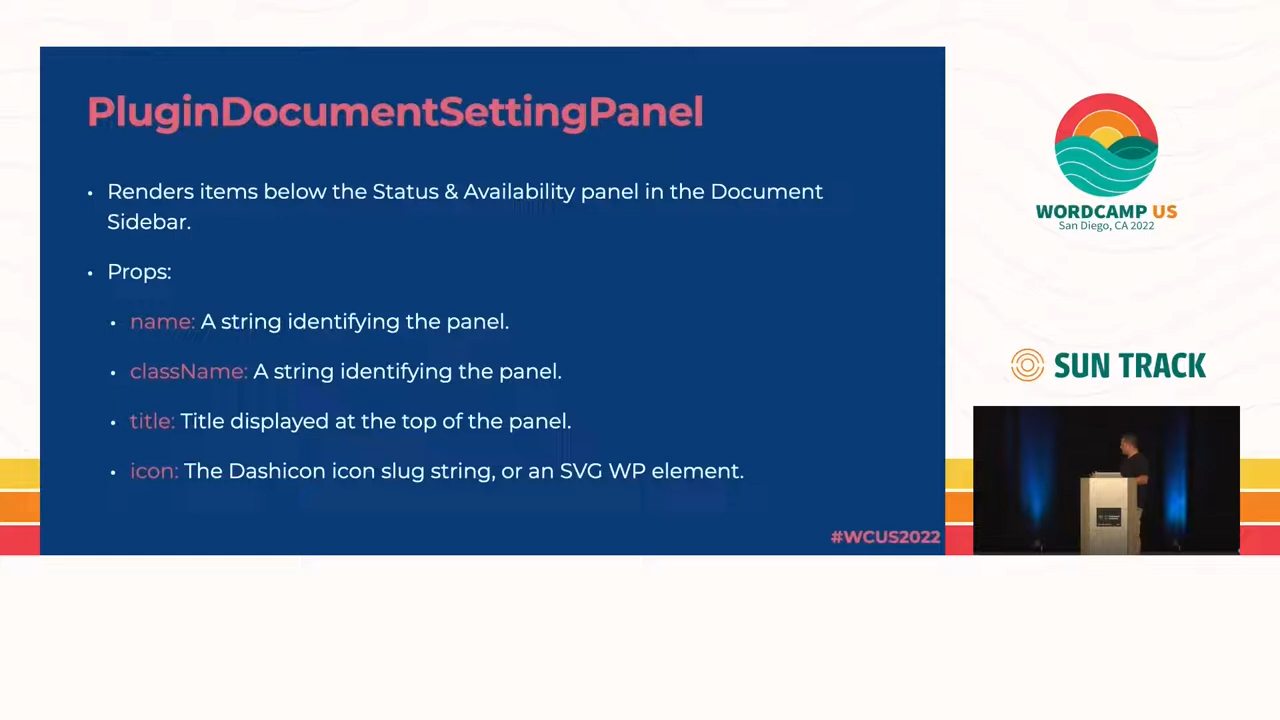 PluginDocumentSettingPanel
• Renders items below the Status & Availability panel in the Document
Sidebar.
• Props:
• name: A string identifying the panel.
• className: A string identifying the panel.
• title: Title displayed at the top of the panel.
• icon: The Dashicon icon slug string, or an SVG WP element.
#WCUS2022
WORDCAMP US
San Diego, CA 2022
SUN TRACK